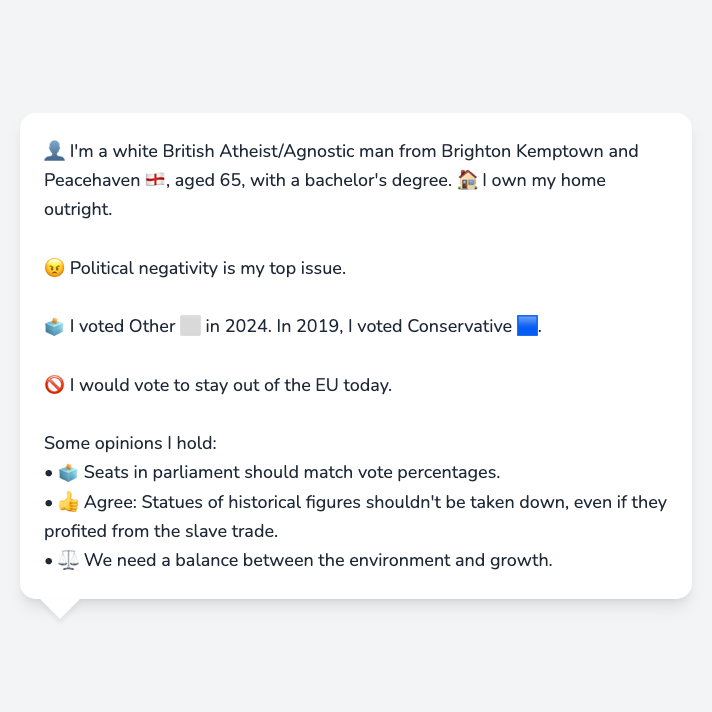 👤 I'm a white British Atheist/Agnostic man from Brighton Kemptown and
Peacehaven 🏴󠁧󠁢󠁥󠁮󠁧󠁿, aged 65, with a bachelor's degree. 🏠 I own my home
outright.
😠 Political negativity is my top issue.
🗳️ I voted Other ⬜ in 2024. In 2019, I voted Conservative 🟦.
🚫 I would vote to stay out of the EU today.
Some opinions I hold:
• 🗳️ Seats in parliament should match vote percentages.
• 👍 Agree: Statues of historical figures shouldn't be taken down, even if they
profited from the slave trade.
• ⚖️ We need a balance between the environment and growth.